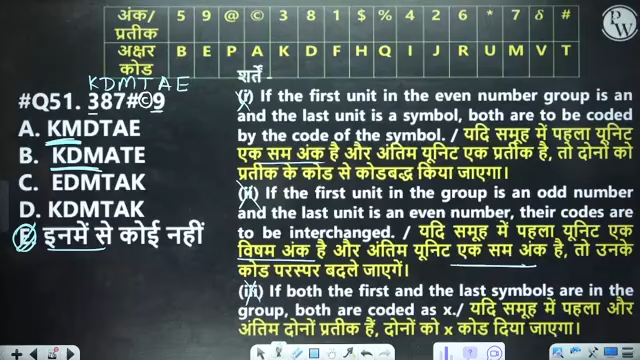 अंक/प्रतीक 5 9 @ © 3 8 1 $ % 4 2 6 * 7 δ #
अक्षर कोड B E P A K D F H Q I J R U M V T
PW
K D M T A E
#Q51. 387#©9
A. KMDTAE
B. KDMATE
C. EDMTAK
D. KDMTAK
E. इनमें से कोई नहीं
शर्तें -
(i) If the first unit in the even number group is an
and the last unit is a symbol, both are to be coded
by the code of the symbol. / यदि समूह में पहला यूनिट
एक सम अंक है और अंतिम यूनिट एक प्रतीक है, तो दोनों को
प्रतीक के कोड से कोडबद्ध किया जाएगा।
(ii) If the first unit in the group is an odd number
and the last unit is an even number, their codes are
to be interchanged. / यदि समूह में पहला यूनिट एक
विषम अंक है और अंतिम यूनिट एक सम अंक है, तो उनके
कोड परस्पर बदले जाएगें।
(iii) If both the first and the last symbols are in the
group, both are coded as x./ यदि समूह में पहला और
अंतिम दोनों प्रतीक हैं, दोनों को x कोड दिया जाएगा।